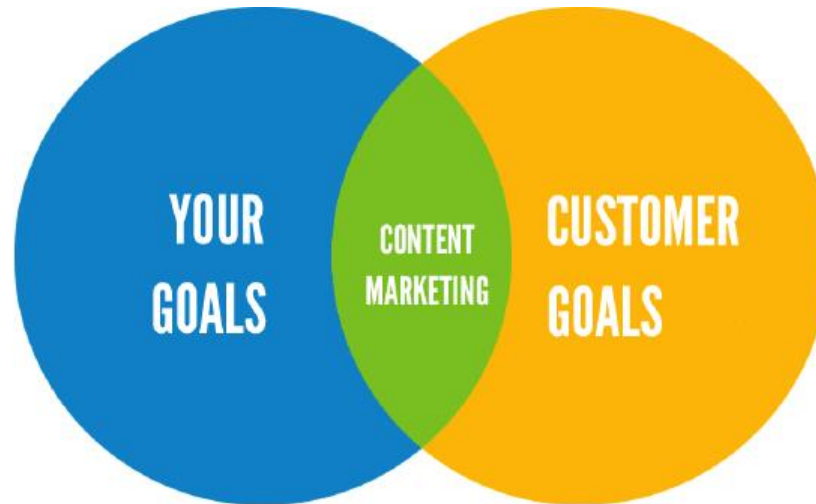 YOUR
GOALS
CONTENT
MARKETING
CUSTOMER
GOALS